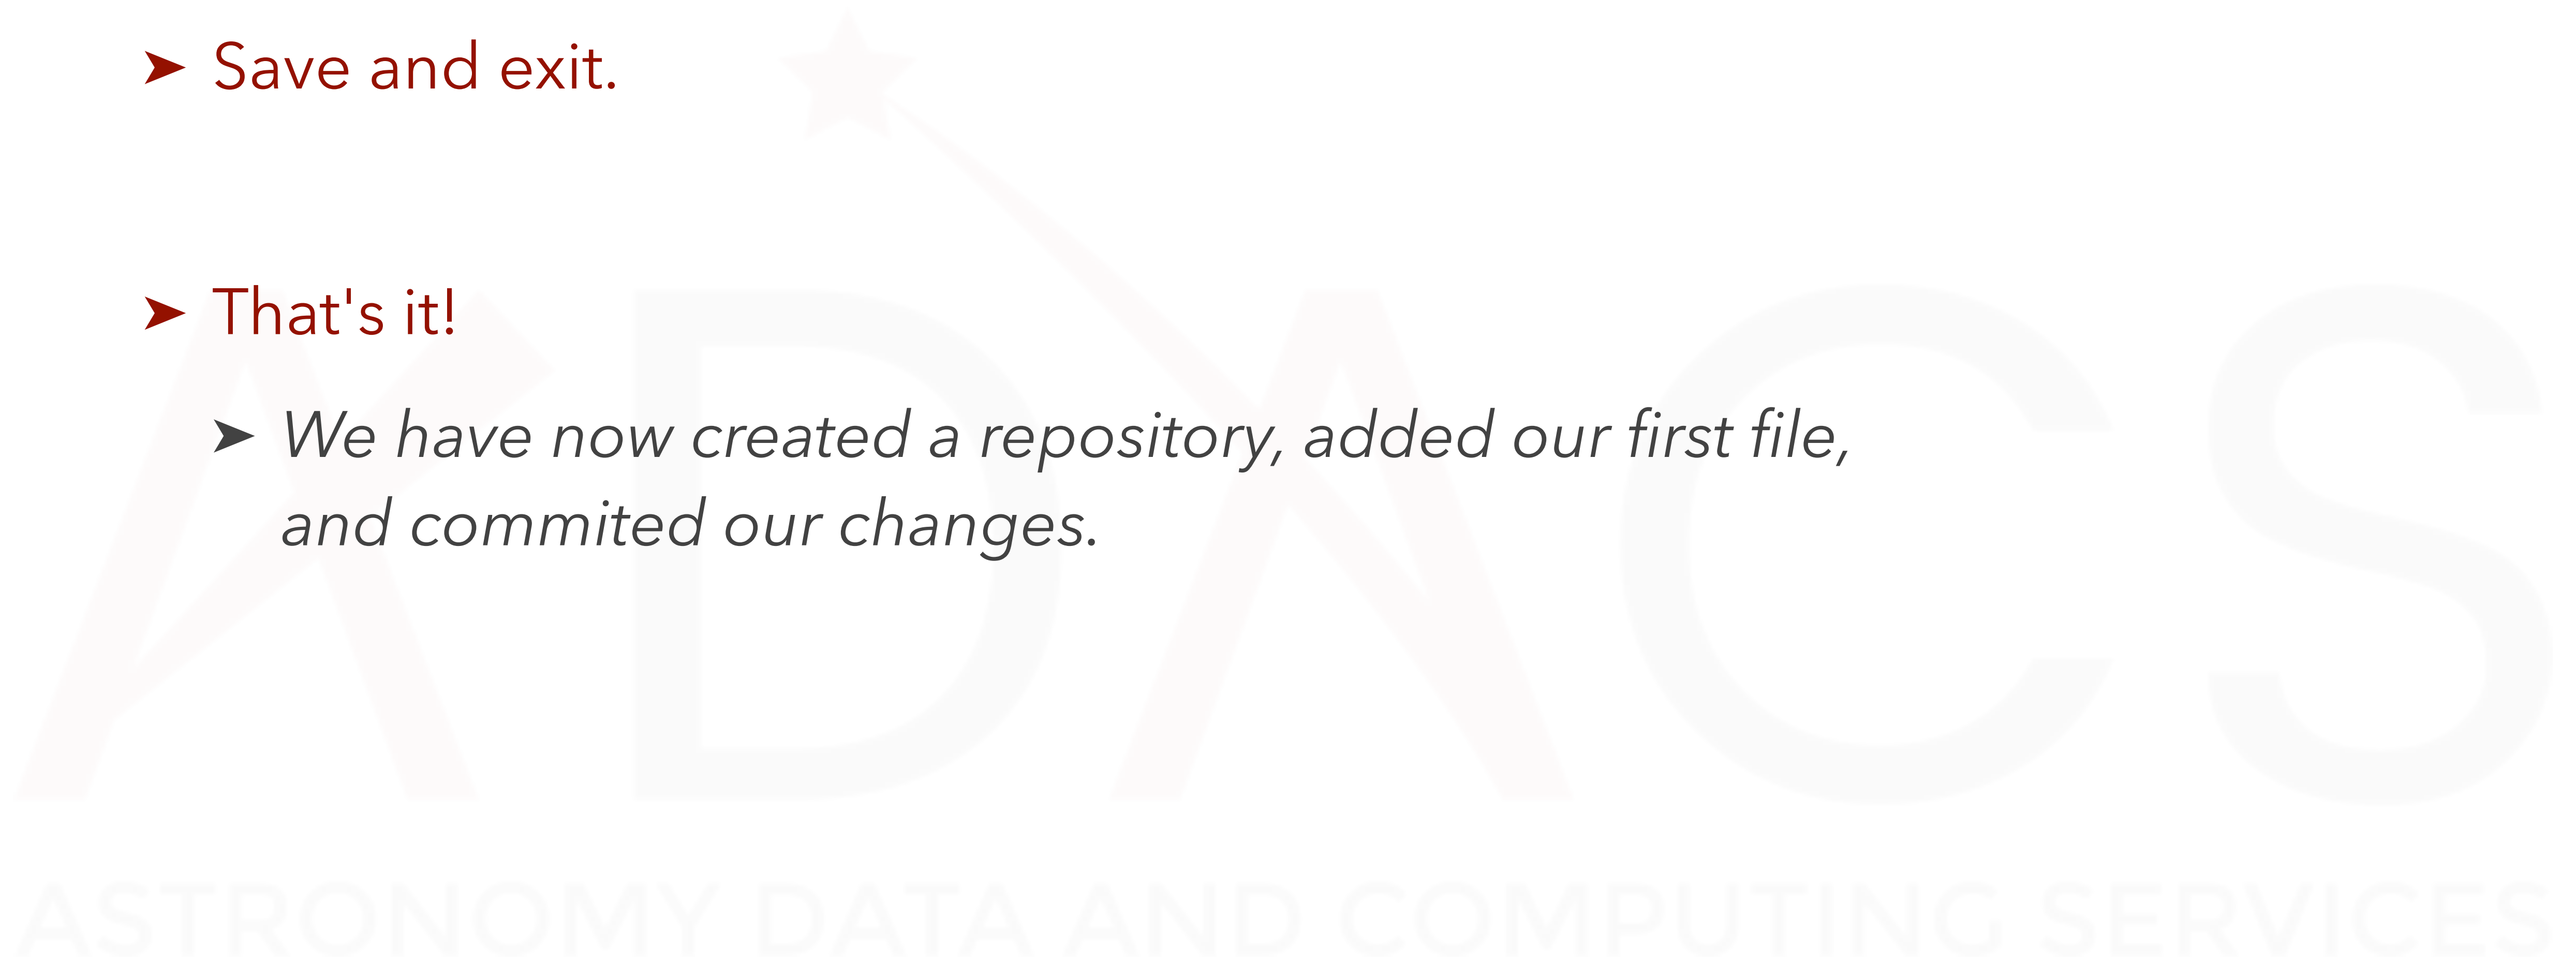 ➤ Save and exit.
➤ That's it!
➤ We have now created a repository, added our first file,
and commited our changes.
ADACS
ASTRONOMY DATA AND COMPUTING SERVICES